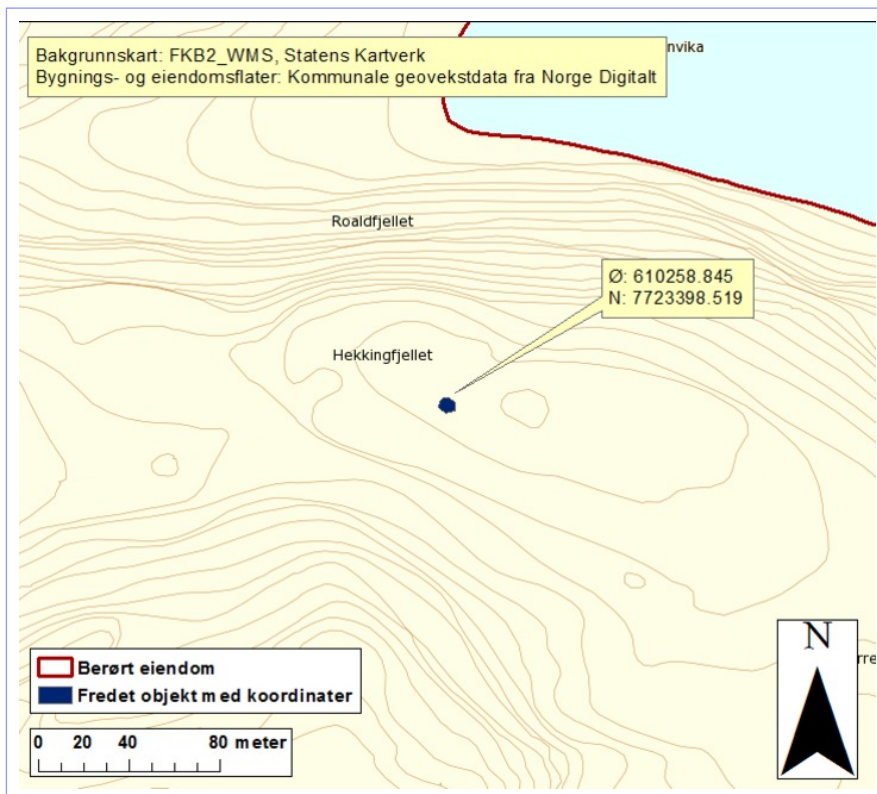 Bakgrunnskart: FKB2_WMS, Statens Kartverk
Bygnings- og eiendomsflater: Kommunale geovekstdata fra Norge Digitalt
nvika
Roaldfjellet
Ø: 610258.845
N: 7723398.519
Hekkingfjellet
N
rre
Berørt eiendom
Fredet objekt med koordinater
0 20 40 80 meter